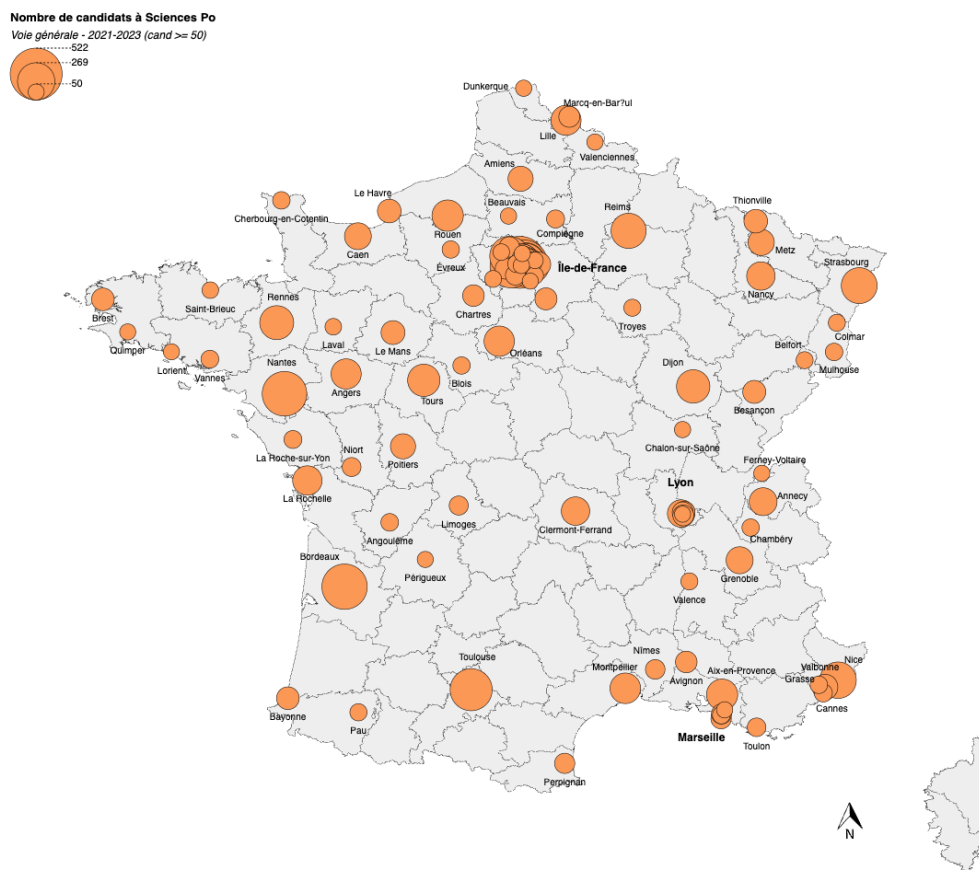 Nombre de candidats à Sciences Po
Voie générale - 2021-2023 (cand >= 50)
522
269
50
Dunkerque
Marcq-en-Bar?ul
Lille
Valenciennes
Amiens
Le Havre
Beauvais
Reims
Thionville
Cherbourg-en-Cotentin
Rouen
Compiègne
Caen
Metz
Évreux
Île-de-France
Strasbourg
Nancy
Rennes
Saint-Brieuc
Chartres
Brest
Troyes
Colmar
Quimper
Laval
Le Mans
Orléans
Belfort
Lorient
Vannes
Nantes
Blois
Dijon
Mulhouse
Angers
Tours
Besançon
Chalon-sur-Saône
La Roche-sur-Yon
Niort
Poitiers
Ferney-Voltaire
Lyon
La Rochelle
Annecy
Limoges
Clermont-Ferrand
Angoulême
Chambéry
Bordeaux
Périgueux
Grenoble
Valence
Toulouse
Nîmes
Montpellier
Avignon
Aix-en-Provence
Valbonne
Nice
Grasse
Cannes
Bayonne
Pau
Marseille
Toulon
Perpignan
N